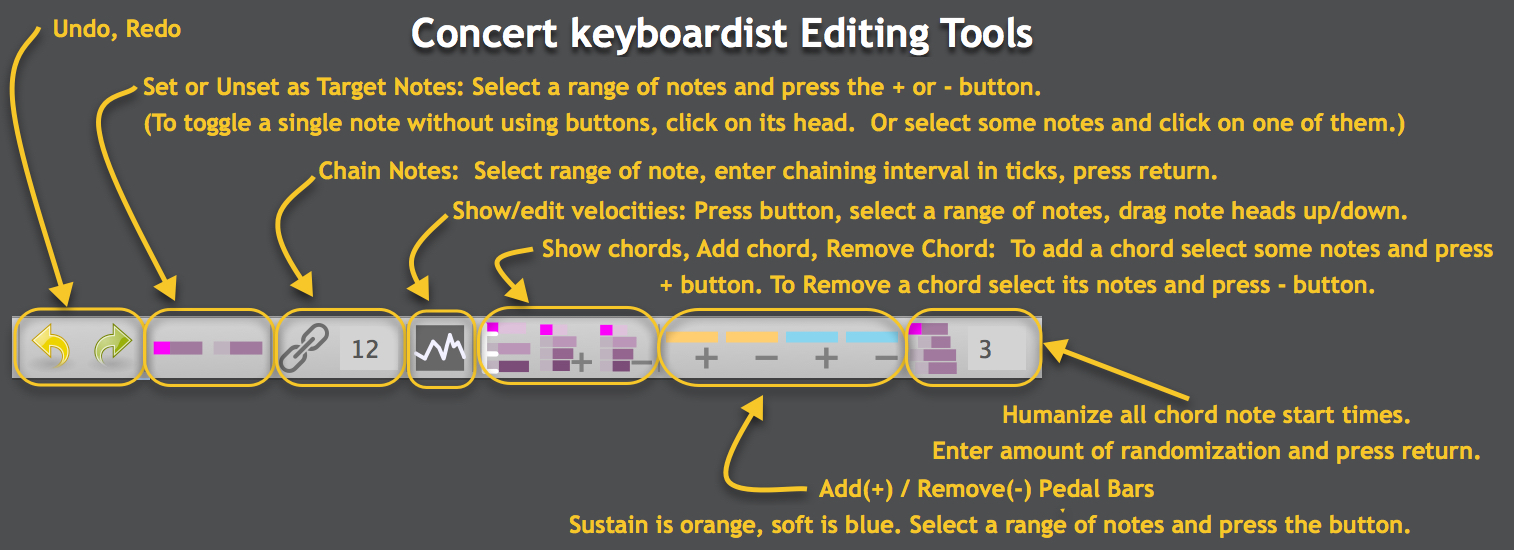 Concert keyboardist Editing Tools
Undo, Redo
Set or Unset as Target Notes: Select a range of notes and press the + or - button.
(To toggle a single note without using buttons, click on its head.  Or select some notes and click on one of them.)
Chain Notes:  Select range of note, enter chaining interval in ticks, press return.
Show/edit velocities: Press button, select a range of notes, drag note heads up/down.
Show chords, Add chord, Remove Chord:  To add a chord select some notes and press
+ button. To Remove a chord select its notes and press - button.
12 + − + − + − 3
Humanize all chord note start times.
Enter amount of randomization and press return.
Add(+) / Remove(-) Pedal Bars
Sustain is orange, soft is blue. Select a range of notes and press the button.